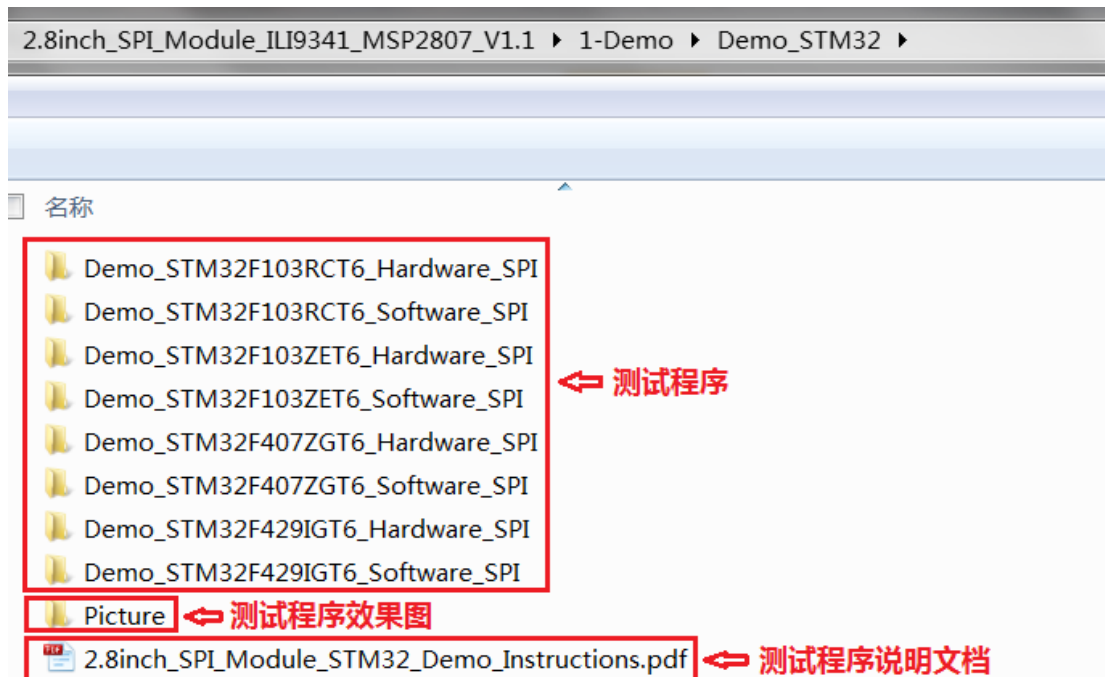 2.8inch_SPI_Module_ILI9341_MSP2807_V1.1 ▸ 1-Demo ▸ Demo_STM32 ▸
名称
Demo_STM32F103RCT6_Hardware_SPI
Demo_STM32F103RCT6_Software_SPI
Demo_STM32F103ZET6_Hardware_SPI
测试程序
Demo_STM32F103ZET6_Software_SPI
Demo_STM32F407ZGT6_Hardware_SPI
Demo_STM32F407ZGT6_Software_SPI
Demo_STM32F429IGT6_Hardware_SPI
Demo_STM32F429IGT6_Software_SPI
Picture 测试程序效果图
2.8inch_SPI_Module_STM32_Demo_Instructions.pdf 测试程序说明文档